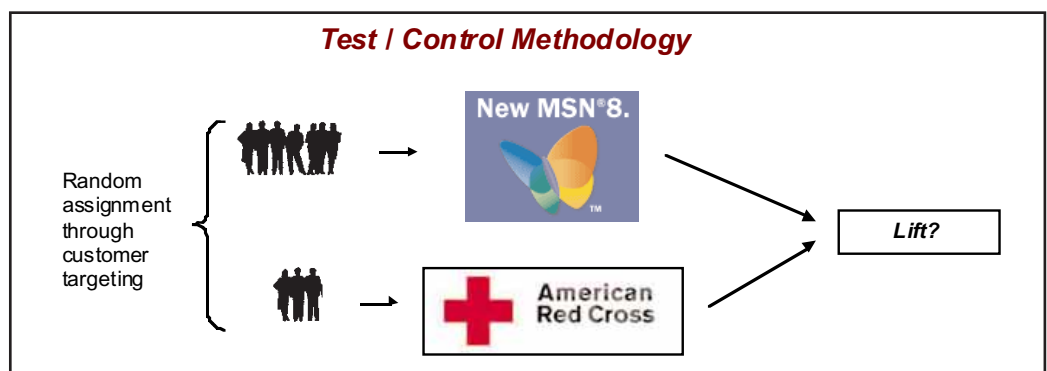 Test / Control Methodology
New MSN®8.
TM
Random
assignment
through
customer
targeting
Lift?
American
Red Cross